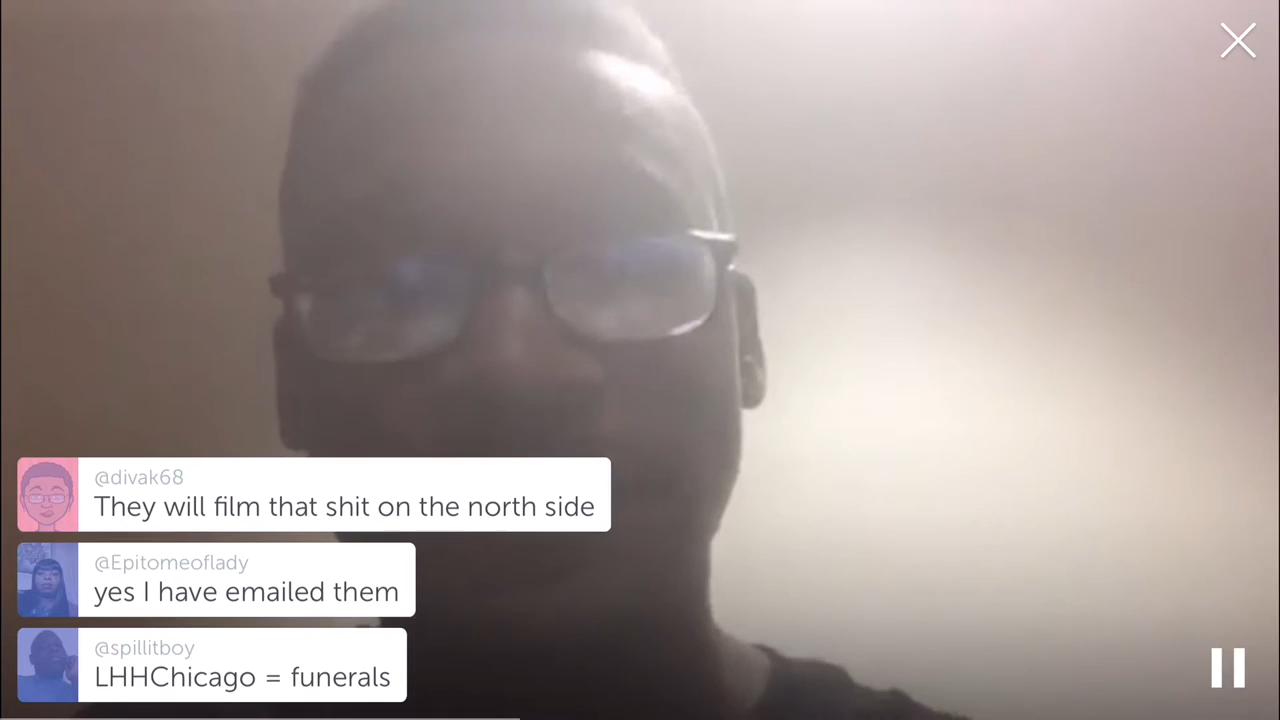 @divak68
They will film that shit on the north side
@Epitomeoflady
yes I have emailed them
@spillitboy
LHHChicago = funerals